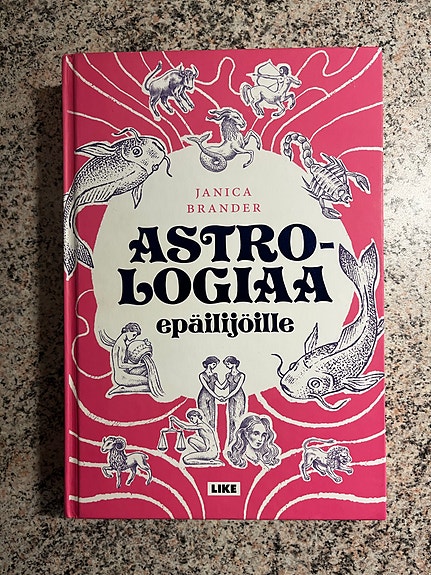 JANICA
BRANDER
ASTRO-
LOGIAA
epäilijöille
LIKE